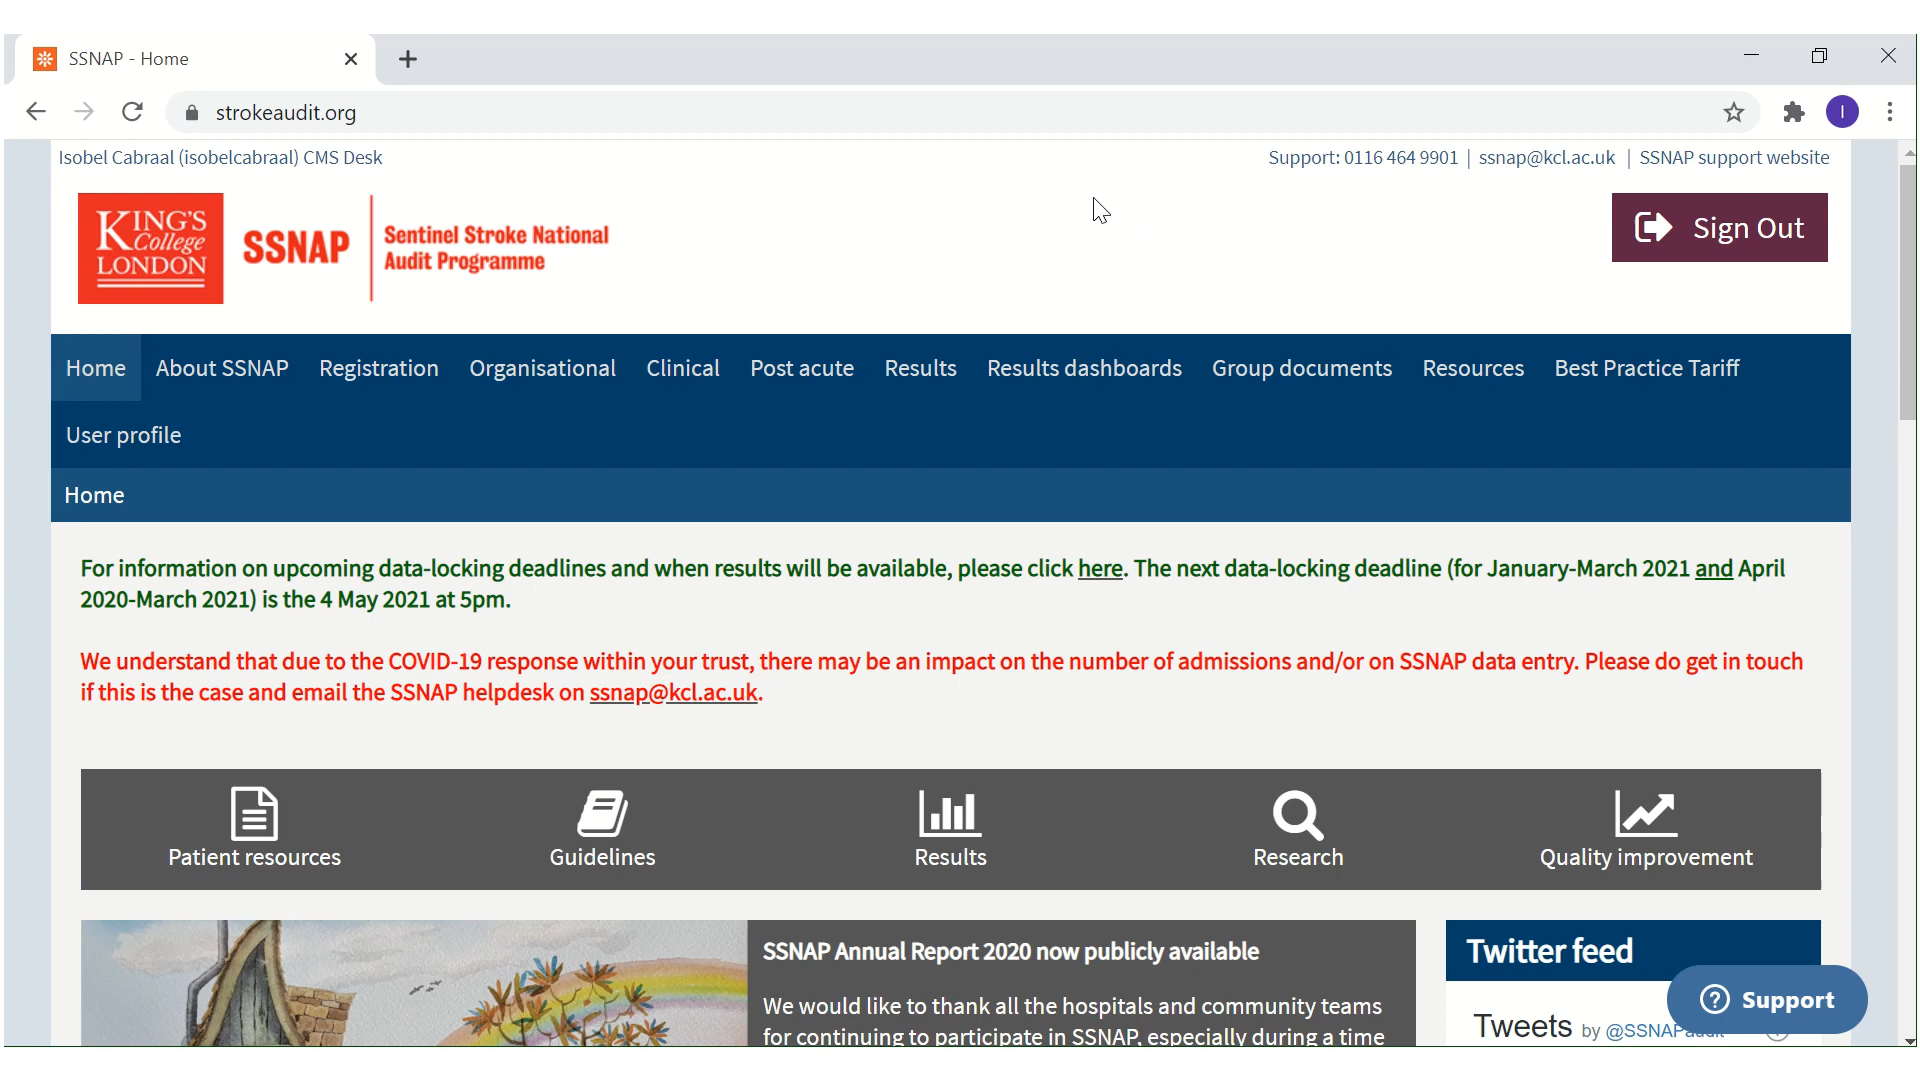 SSNAP - Home
strokeaudit.org
I
Isobel Cabraal (isobelcabraal) CMS Desk
Support: 0116 464 9901 | ssnap@kcl.ac.uk | SSNAP support website
KING'S
College
LONDON
SSNAP
Sentinel Stroke National
Audit Programme
Sign Out
Home About SSNAP Registration Organisational Clinical Post acute Results Results dashboards Group documents Resources Best Practice Tariff
User profile
Home
For information on upcoming data-locking deadlines and when results will be available, please click here. The next data-locking deadline (for January-March 2021 and April
2020-March 2021) is the 4 May 2021 at 5pm.
We understand that due to the COVID-19 response within your trust, there may be an impact on the number of admissions and/or on SSNAP data entry. Please do get in touch
if this is the case and email the SSNAP helpdesk on ssnap@kcl.ac.uk.
Patient resources Guidelines Results Research Quality improvement
SSNAP Annual Report 2020 now publicly available
We would like to thank all the hospitals and community teams
for continuing to participate in SSNAP, especially during a time
Twitter feed
Tweets by @SSNAPaudit
Support